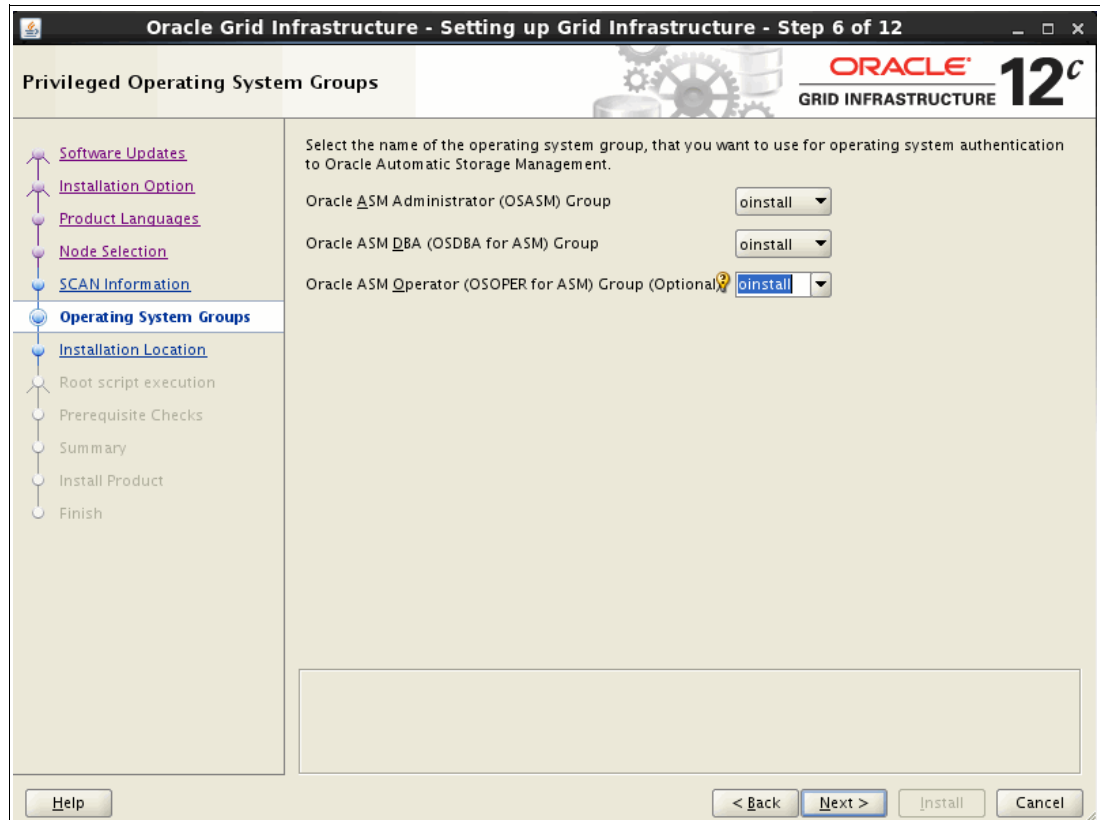 Oracle Grid Infrastructure - Setting up Grid Infrastructure - Step 6 of 12
Privileged Operating System Groups
ORACLE
GRID INFRASTRUCTURE
12c
Software Updates
Installation Option
Product Languages
Node Selection
SCAN Information
Operating System Groups
Installation Location
Root script execution
Prerequisite Checks
Summary
Install Product
Finish
Select the name of the operating system group, that you want to use for operating system authentication
to Oracle Automatic Storage Management.
Oracle ASM Administrator (OSASM) Group oinstall
Oracle ASM DBA (OSDBA for ASM) Group oinstall
Oracle ASM Operator (OSOPER for ASM) Group (Optional) oinstall
Help
< Back
Next >
Install
Cancel